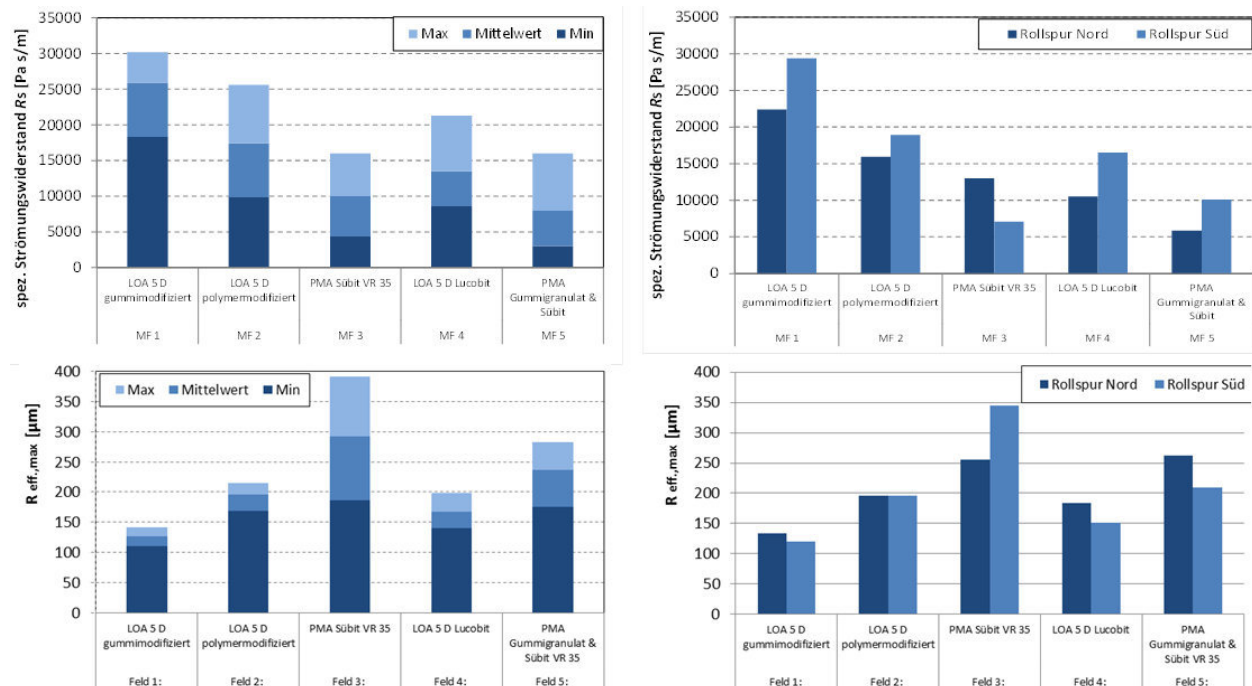 spez. Strömungswiderstand Rs [Pa s/m]
35000
30000
25000
20000
15000
10000
5000
0
Max Mittelwert Min
LOA 5 D gummimodifiziert
LOA 5 D polymermodifiziert
PMA Sübit VR 35
LOA 5 D Lucobit
PMA Gummigranulat & Sübit
MF 1 MF 2 MF 3 MF 4 MF 5
spez. Strömungswiderstand Rs [Pa s/m]
35000
30000
25000
20000
15000
10000
5000
0
Rollspur Nord Rollspur Süd
LOA 5 D gummimodifiziert
LOA 5 D polymermodifiziert
PMA Sübit VR 35
LOA 5 D Lucobit
PMA Gummigranulat & Sübit
MF 1 MF 2 MF 3 MF 4 MF 5
R eff.,max [µm]
400
350
300
250
200
150
100
50
0
Max Mittelwert Min
LOA 5 D gummimodifiziert
LOA 5 D polymermodifiziert
PMA Sübit VR 35
LOA 5 D Lucobit
PMA Gummigranulat & Sübit VR 35
Feld 1: Feld 2: Feld 3: Feld 4: Feld 5:
R eff.,max [µm]
400
350
300
250
200
150
100
50
0
Rollspur Nord Rollspur Süd
LOA 5 D gummimodifiziert
LOA 5 D polymermodifiziert
PMA Sübit VR 35
LOA 5 D Lucobit
PMA Gummigranulat & Sübit VR 35
Feld 1: Feld 2: Feld 3: Feld 4: Feld 5: